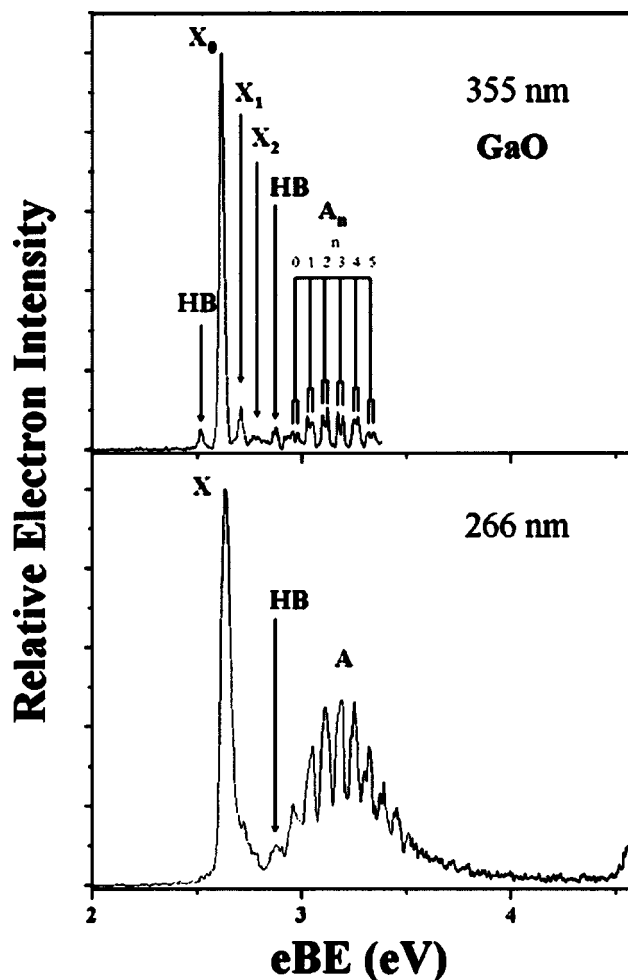 X₀
355 nm
X₁
GaO
X₂
HB
Aₙ
n
0 1 2 3 4 5
HB
X
266 nm
HB
A
Relative Electron Intensity
2 3 4
eBE (eV)